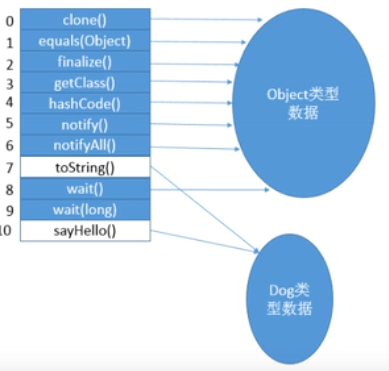 0 clone()
1 equals(Object)
2 finalize()
3 getClass()
4 hashCode()
5 notify()
6 notifyAll()
7 toString()
8 wait()
9 wait(long)
10 sayHello()
Object类型
数据
Dog类
型数据